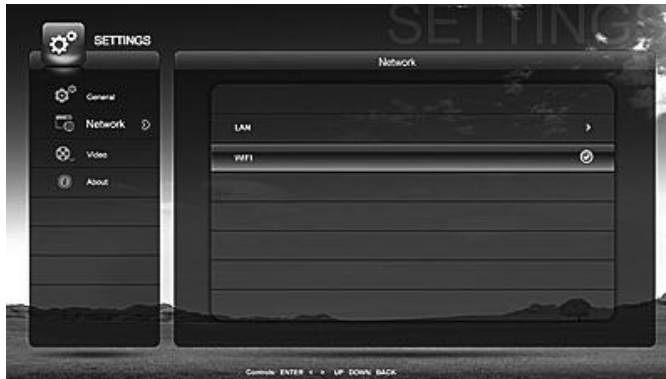 SETTINGS
SETTINGS
Network
General
Network
Video
About
LAN
WIFI
Controls: ENTER < > UP DOWN BACK